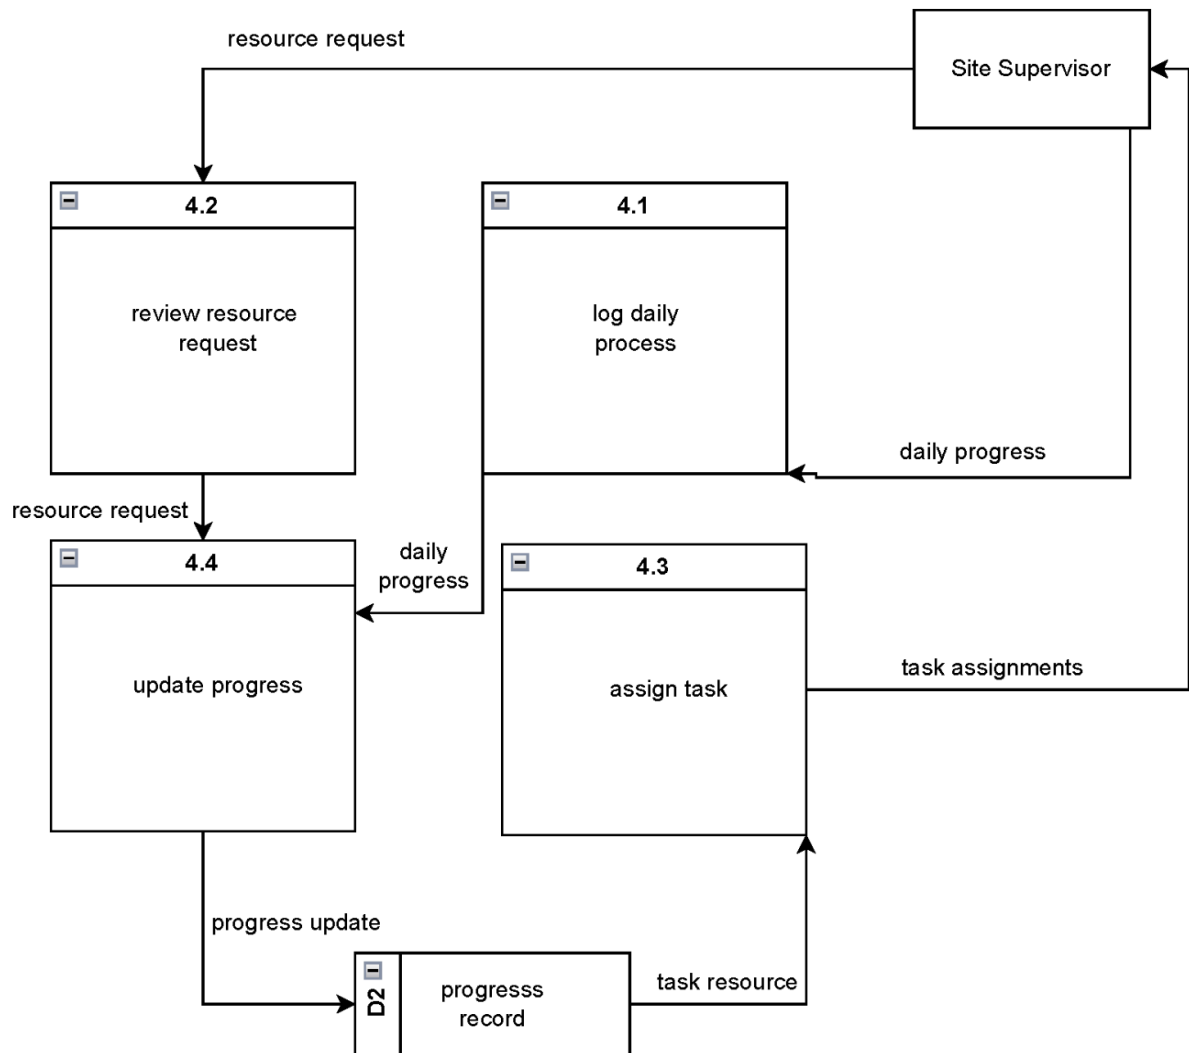 resource request
Site Supervisor
4.2
4.1
review resource
request
log daily
process
daily progress
resource request
daily
progress
4.4
4.3
update progress
assign task
task assignments
progress update
D2
progresss
record
task resource